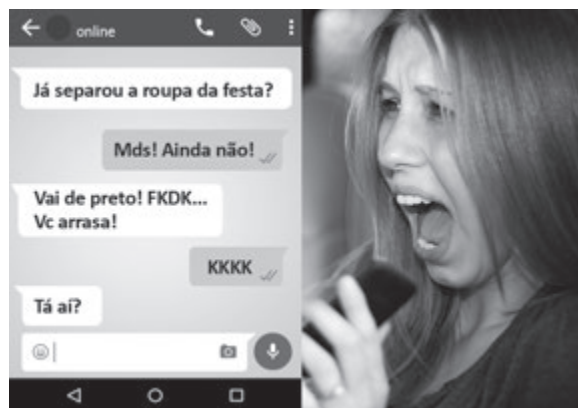 online
Já separou a roupa da festa?
Mds! Ainda não!
Vai de preto! FKDK...
Vc arrasa!
KKKK
Tá aí?